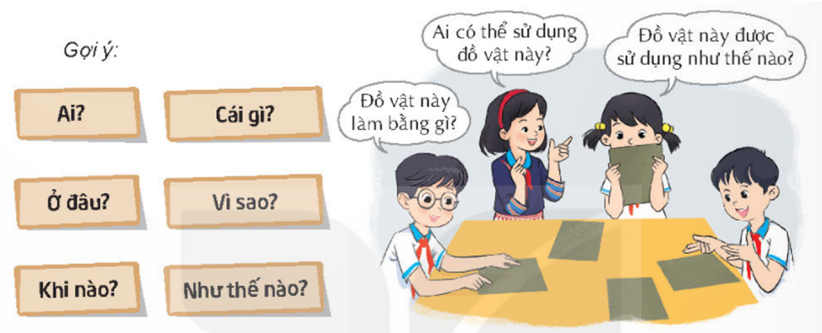 Gợi ý:
Ai?
Cái gì?
Ở đâu?
Vì sao?
Khi nào?
Như thế nào?
Đồ vật này
làm bằng gì?
Ai có thể sử dụng
đồ vật này?
Đồ vật này được
sử dụng như thế nào?